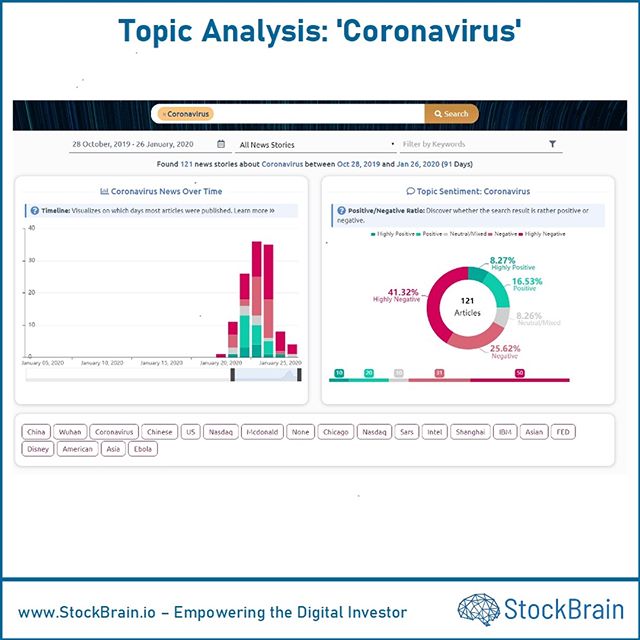 Topic Analysis: 'Coronavirus'
× Coronavirus
Search
28 October, 2019 - 26 January, 2020
All News Stories
Filter by Keywords
Found 121 news stories about Coronavirus between Oct 28, 2019 and Jan 26, 2020 (91 Days)
Coronavirus News Over Time
? Timeline: Visualizes on which days most articles were published. Learn more »
40
30
20
10
0
January 05, 2020 January 10, 2020 January 15, 2020 January 20, 2020 January 25, 2020
Topic Sentiment: Coronavirus
? Positive/Negative Ratio: Discover whether the search result is rather positive or
negative.
Highly Positive Positive Neutral/Mixed Negative Highly Negative
8.27%
Highly Positive
16.53%
Positive
41.32%
Highly Negative
121
Articles
8.26%
Neutral/Mixed
25.62%
Negative
10 20 10 31 50
China Wuhan Coronavirus Chinese US Nasdaq Mcdonald None Chicago Nasdaq Sars Intel Shanghai IBM Asian FED
Disney American Asia Ebola
www.StockBrain.io – Empowering the Digital Investor
StockBrain